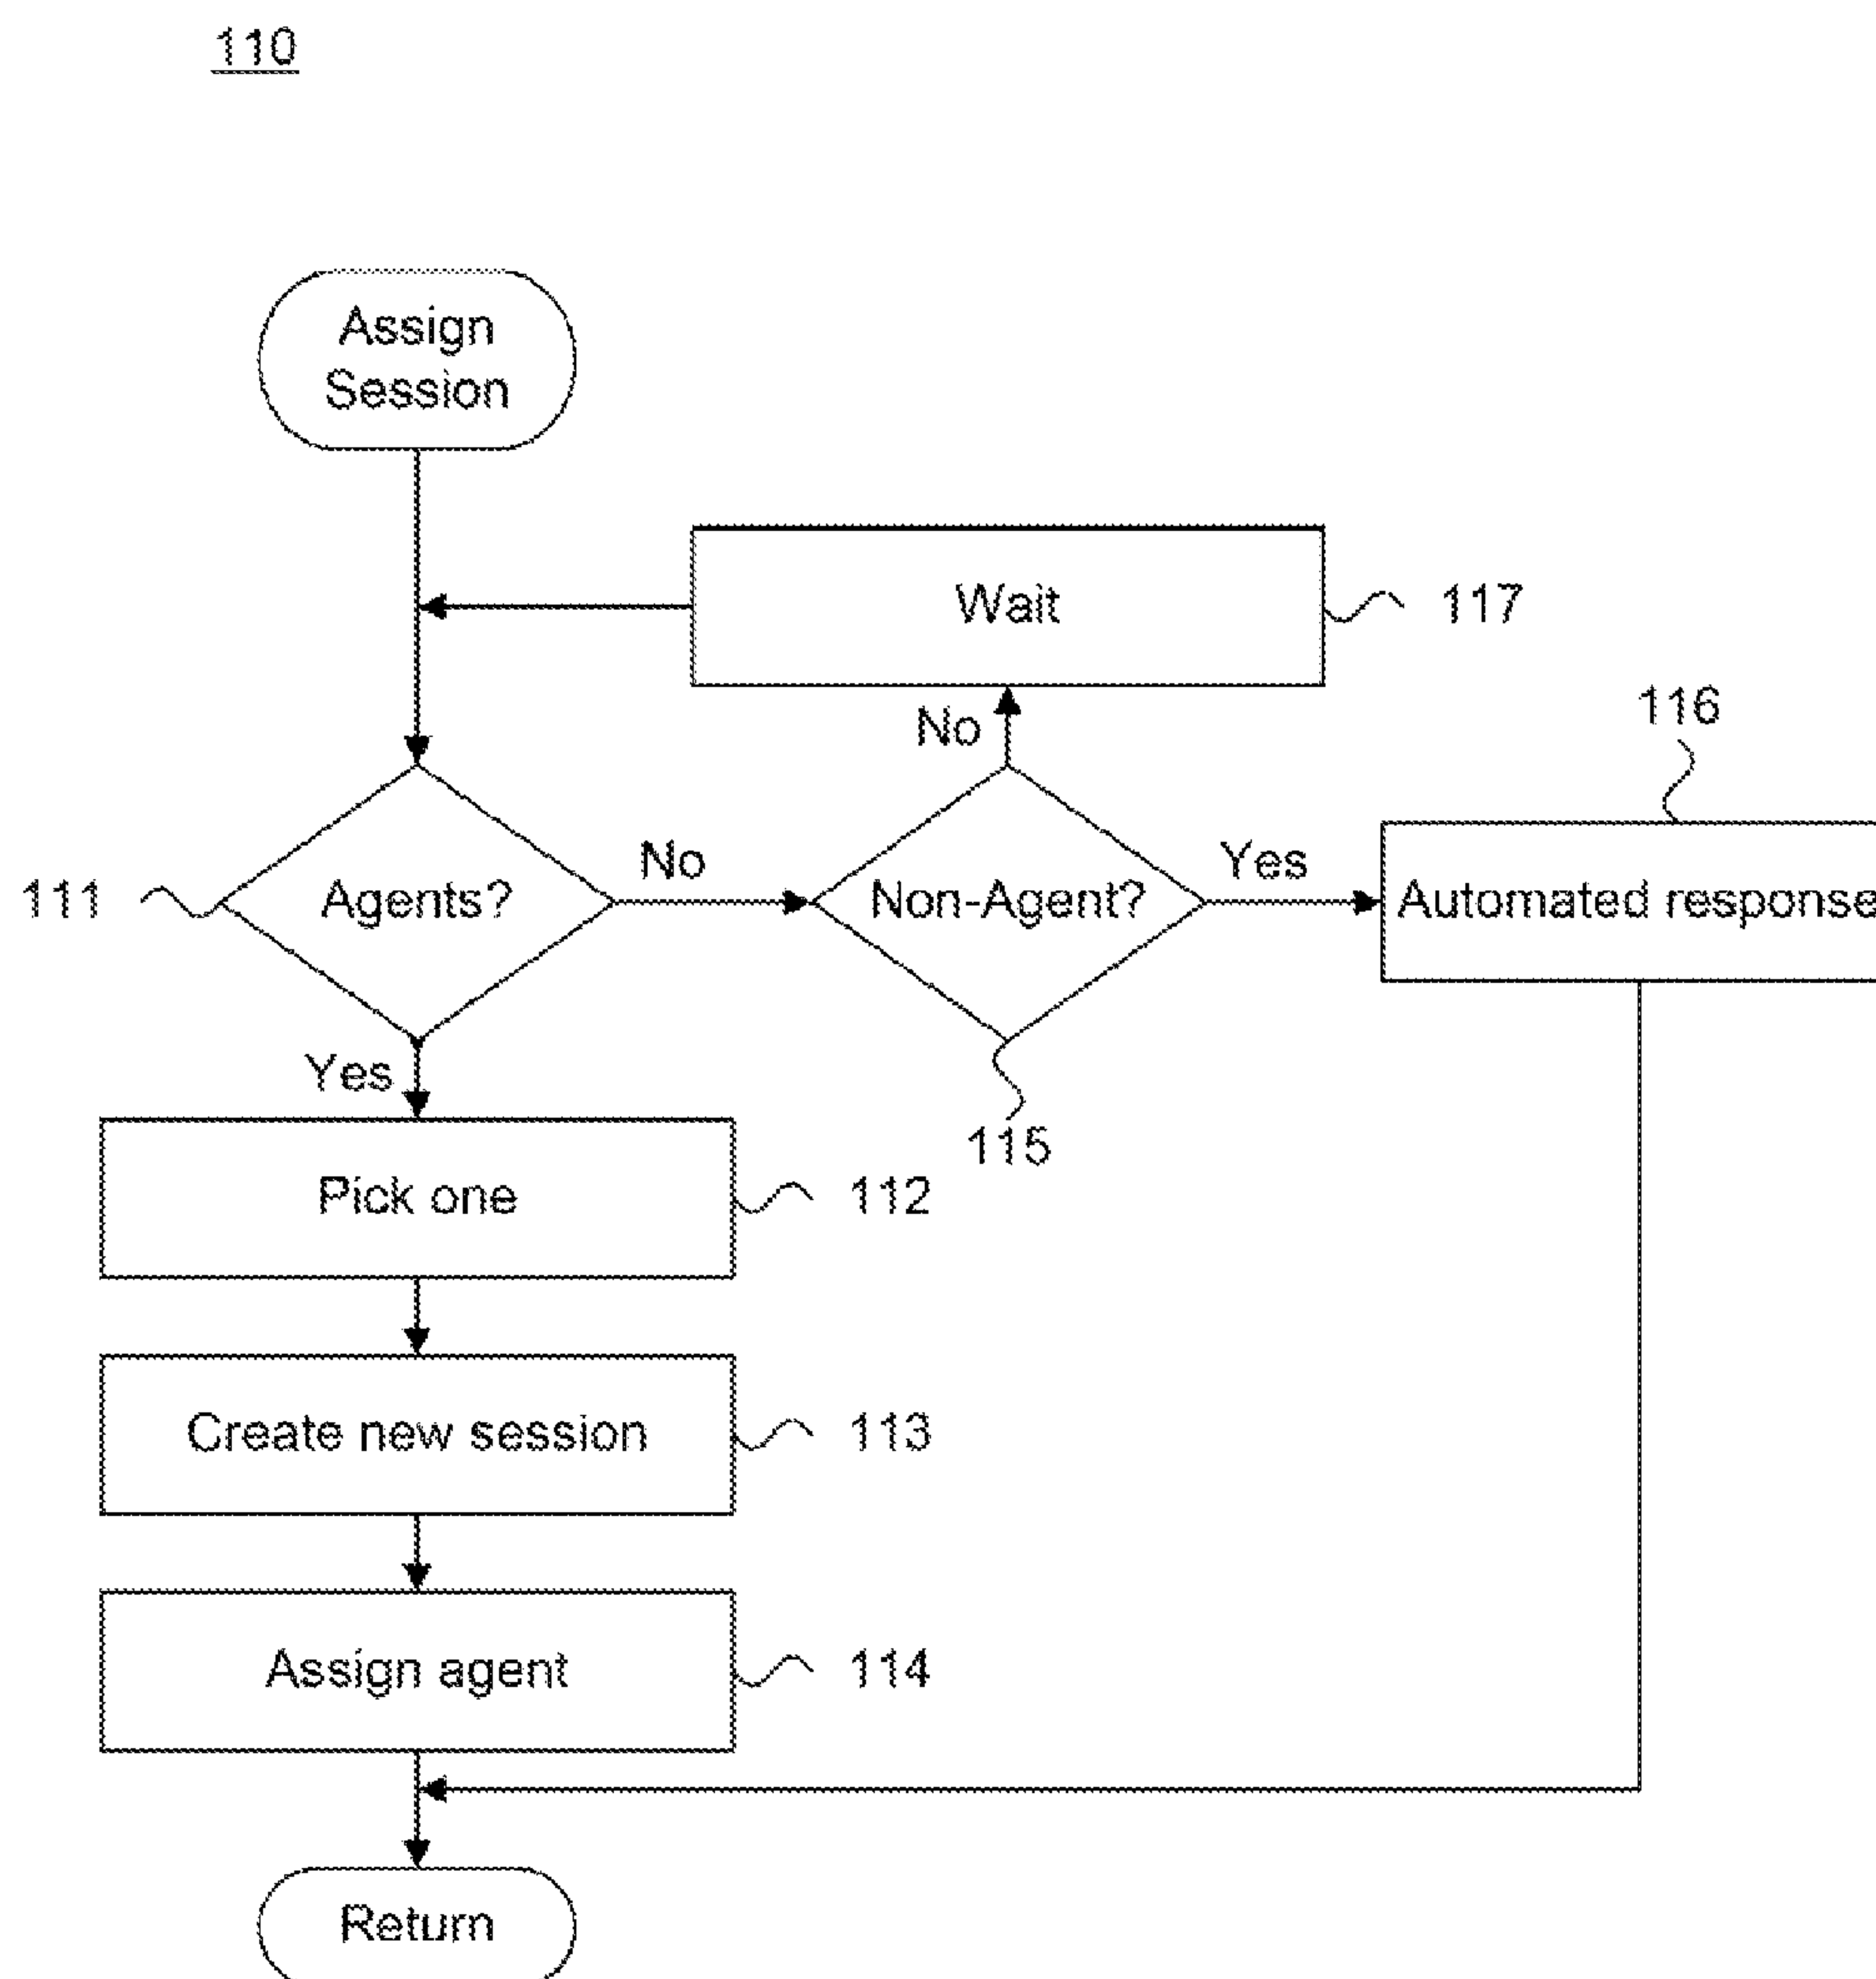 110
Assign
Session
Wait
117
116
No
111
Agents?
No
Non-Agent?
Yes
Automated response
Yes
115
Pick one
112
Create new session
113
Assign agent
114
Return